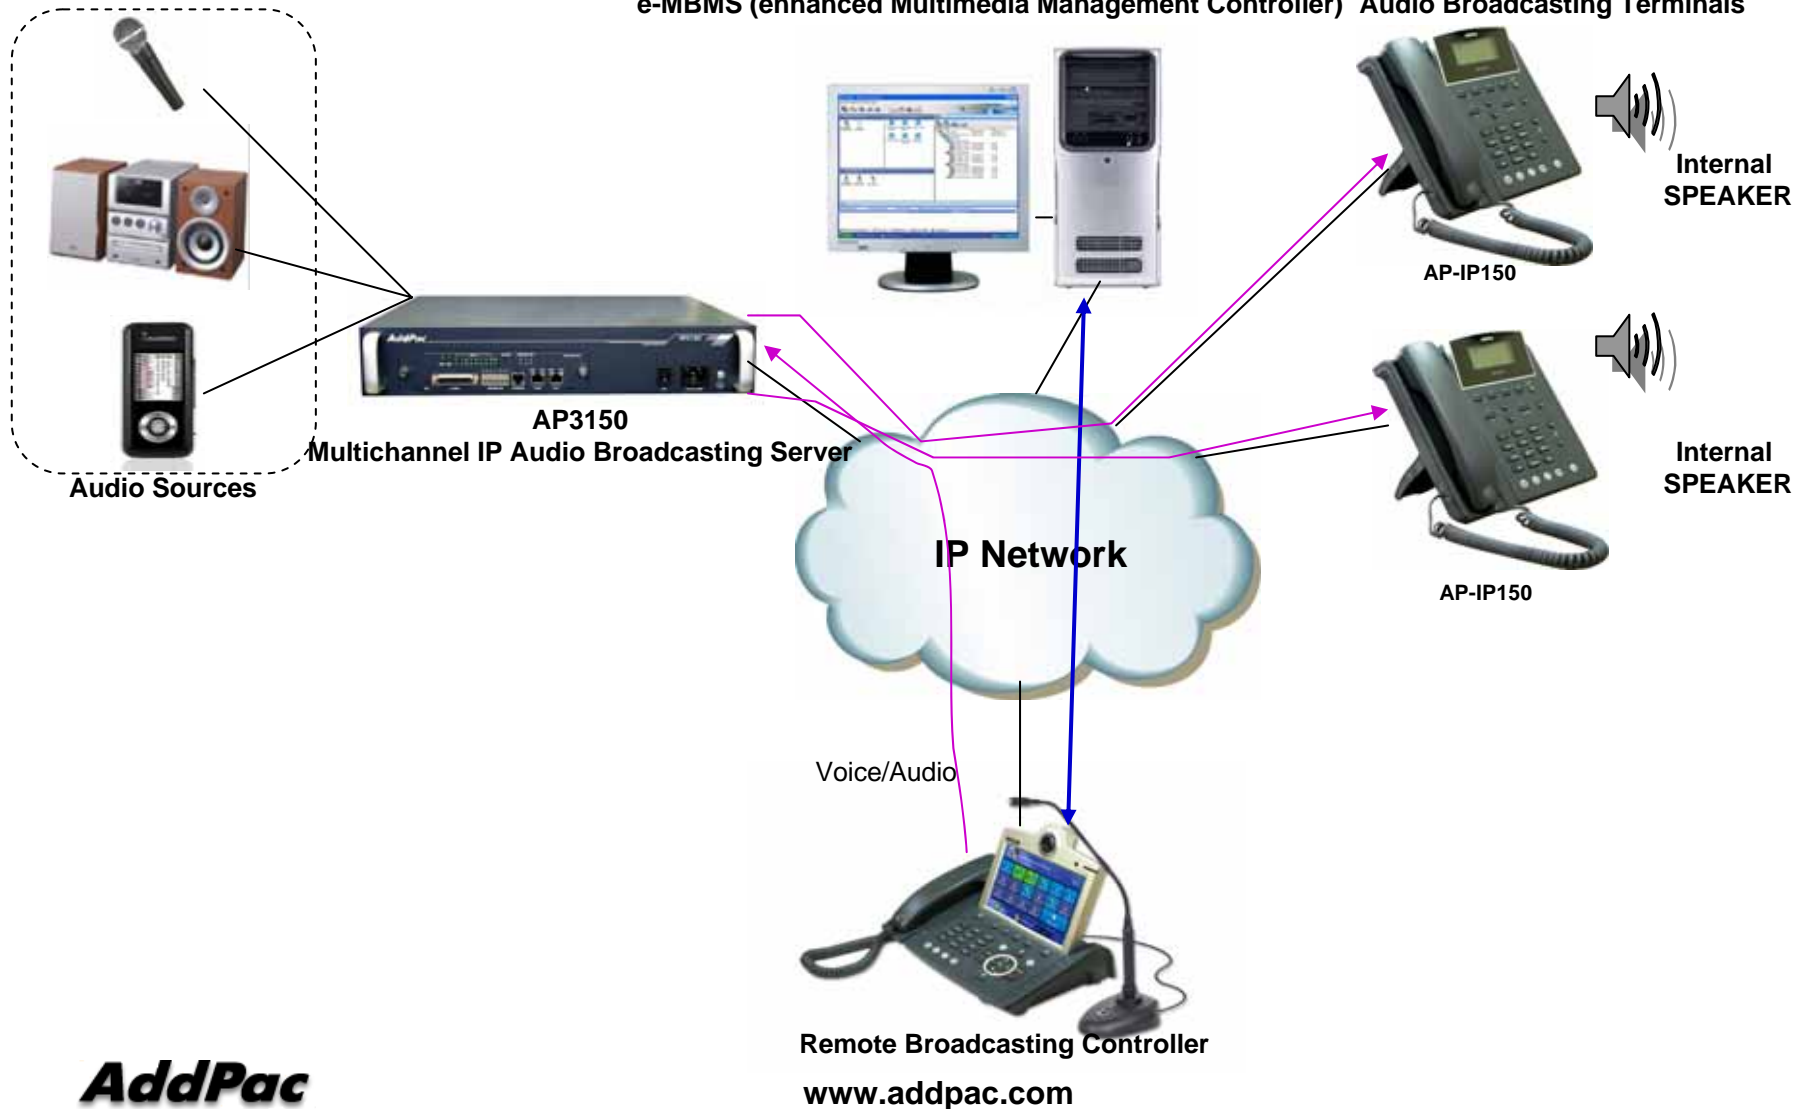 e-MBMS (enhanced Multimedia Management Controller) Audio Broadcasting Terminals
Internal
SPEAKER
AP-IP150
AddPac
AP3150
Multichannel IP Audio Broadcasting Server
Audio Sources
Internal
SPEAKER
IP Network
AP-IP150
Voice/Audio
Remote Broadcasting Controller
AddPac
www.addpac.com